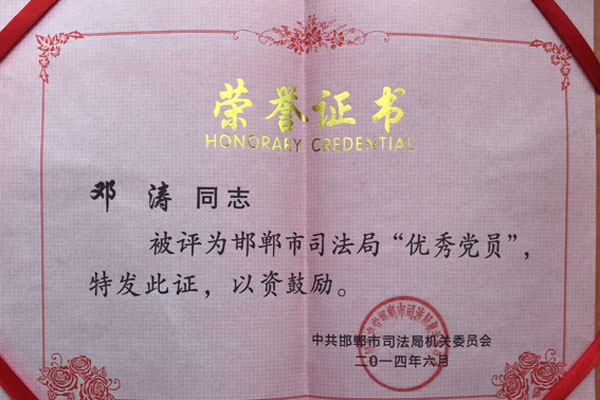 荣誉证书
HONORARY CREDENTIAL
邓 涛 同志
被评为邯郸市司法局“优秀党员”,
特发此证，以资鼓励。
中共邯郸市司法局机关委员会
二〇一四年六月